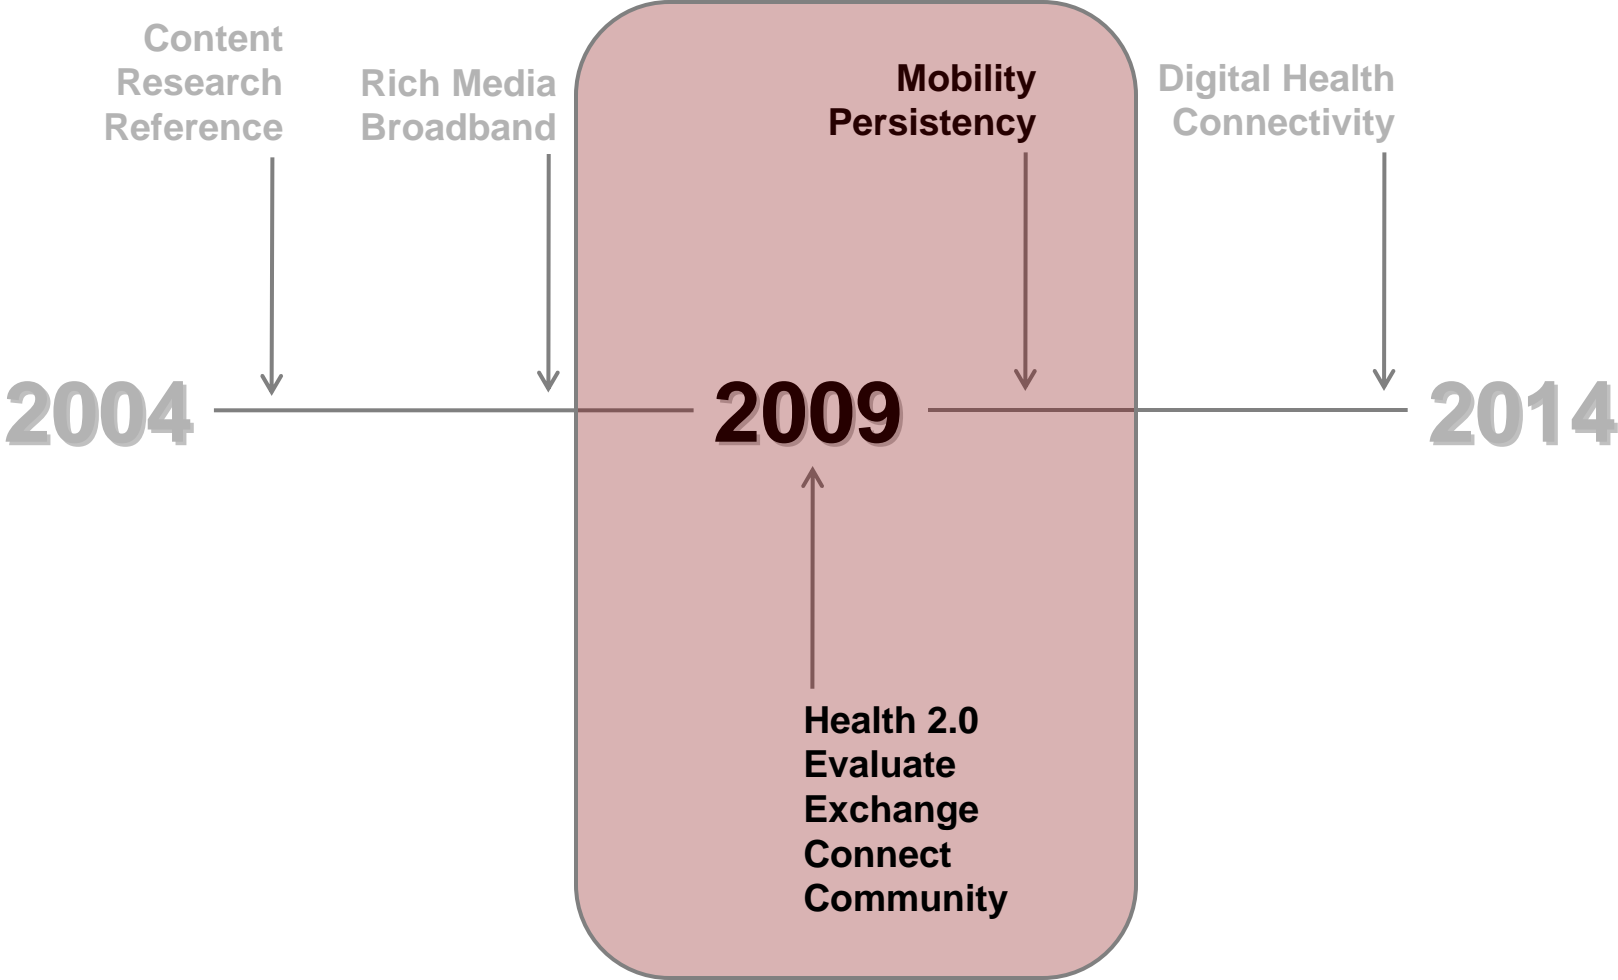 Content
Research
Reference
Rich Media
Broadband
Mobility
Persistency
Digital Health
Connectivity
2004
2009
2014
Health 2.0
Evaluate
Exchange
Connect
Community